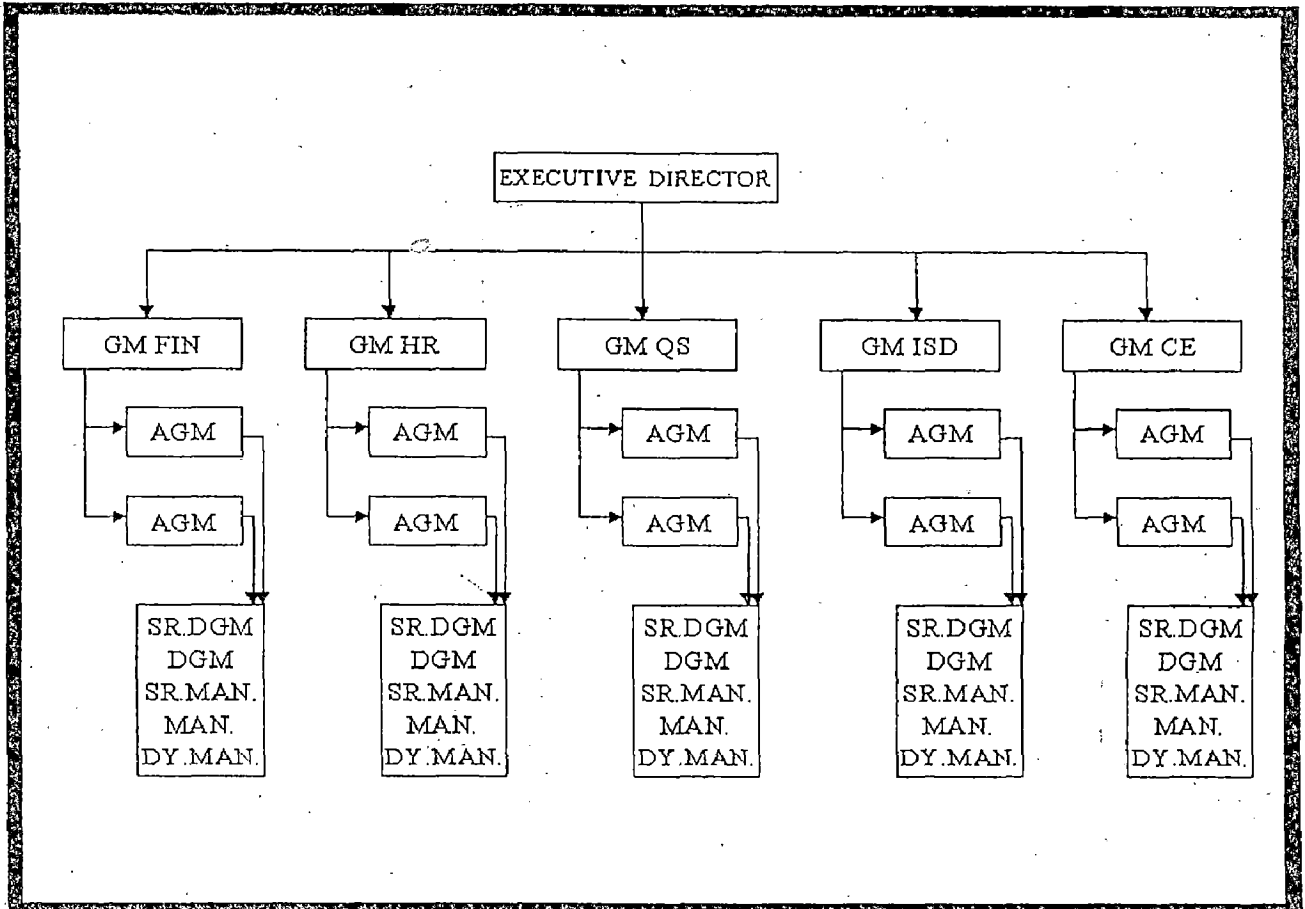 EXECUTIVE DIRECTOR
GM FIN
GM HR
GM QS
GM ISD
GM CE
AGM
AGM
AGM
AGM
AGM
AGM
AGM
AGM
AGM
AGM
SR.DGM
DGM
SR.MAN.
MAN.
DY.MAN.
SR.DGM
DGM
SR.MAN.
MAN.
DY.MAN.
SR.DGM
DGM
SR.MAN.
MAN.
DY.MAN.
SR.DGM
DGM
SR.MAN.
MAN.
DY.MAN.
SR.DGM
DGM
SR.MAN.
MAN.
DY.MAN.